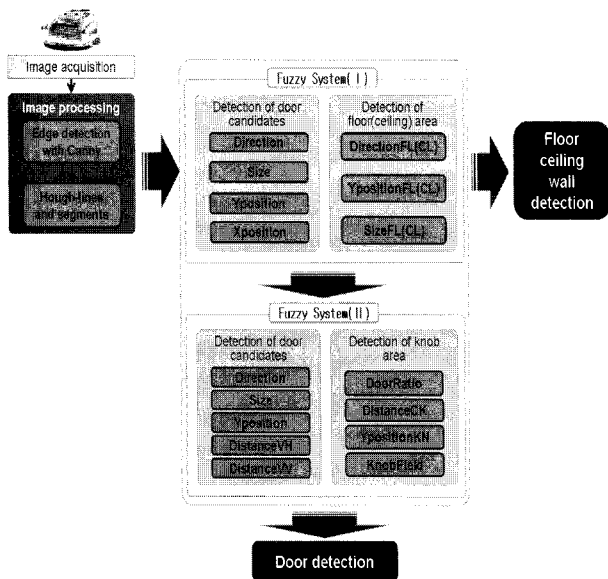 Image acquisition
Image processing
Edge detection
with Canny
Hough-lines
and segments
Fuzzy System(Ⅰ)
Detection of door
candidates
Direction
Size
Yposition
Xposition
Detection of
floor(ceiling) area
DirectionFL(CL)
YpositionFL(CL)
SizeFL(CL)
Floor
ceiling
wall
detection
Fuzzy System(Ⅱ)
Detection of door
candidates
Direction
Size
Yposition
DistanceVH
DistanceVV
Detection of knob
area
DoorRatio
DistanceCK
YpositionKN
KnobField
Door detection